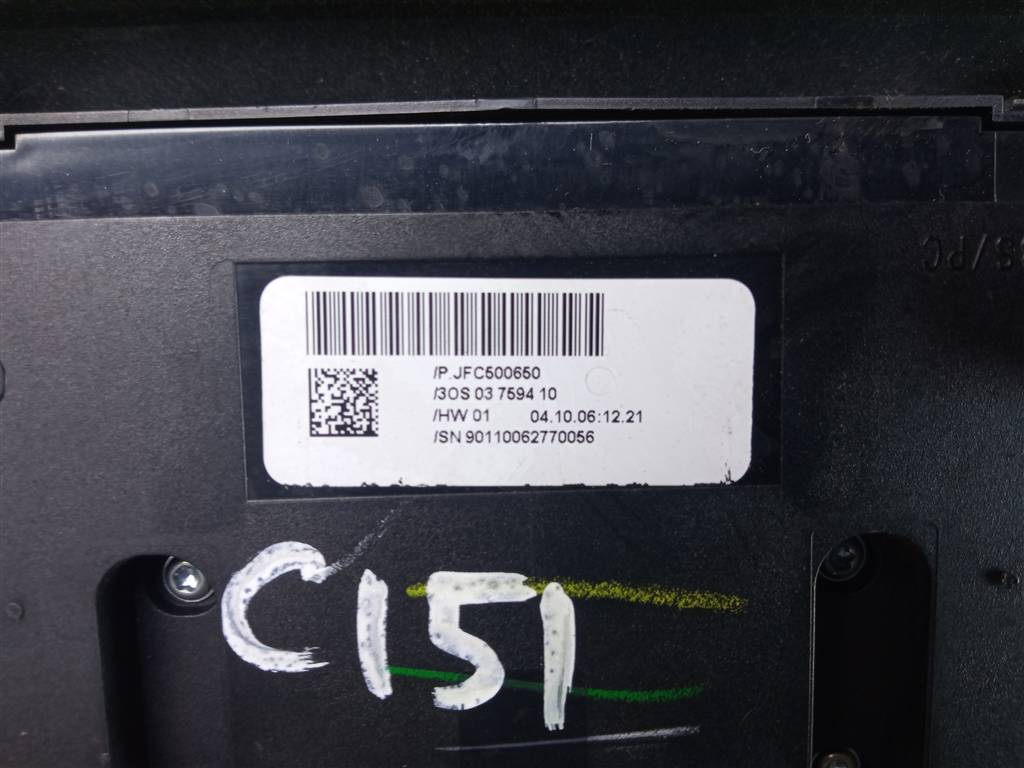 /P.JFC500650
/3OS 03 7594 10
/HW 01 04.10.06:12.21
/SN 90110062770056
C151